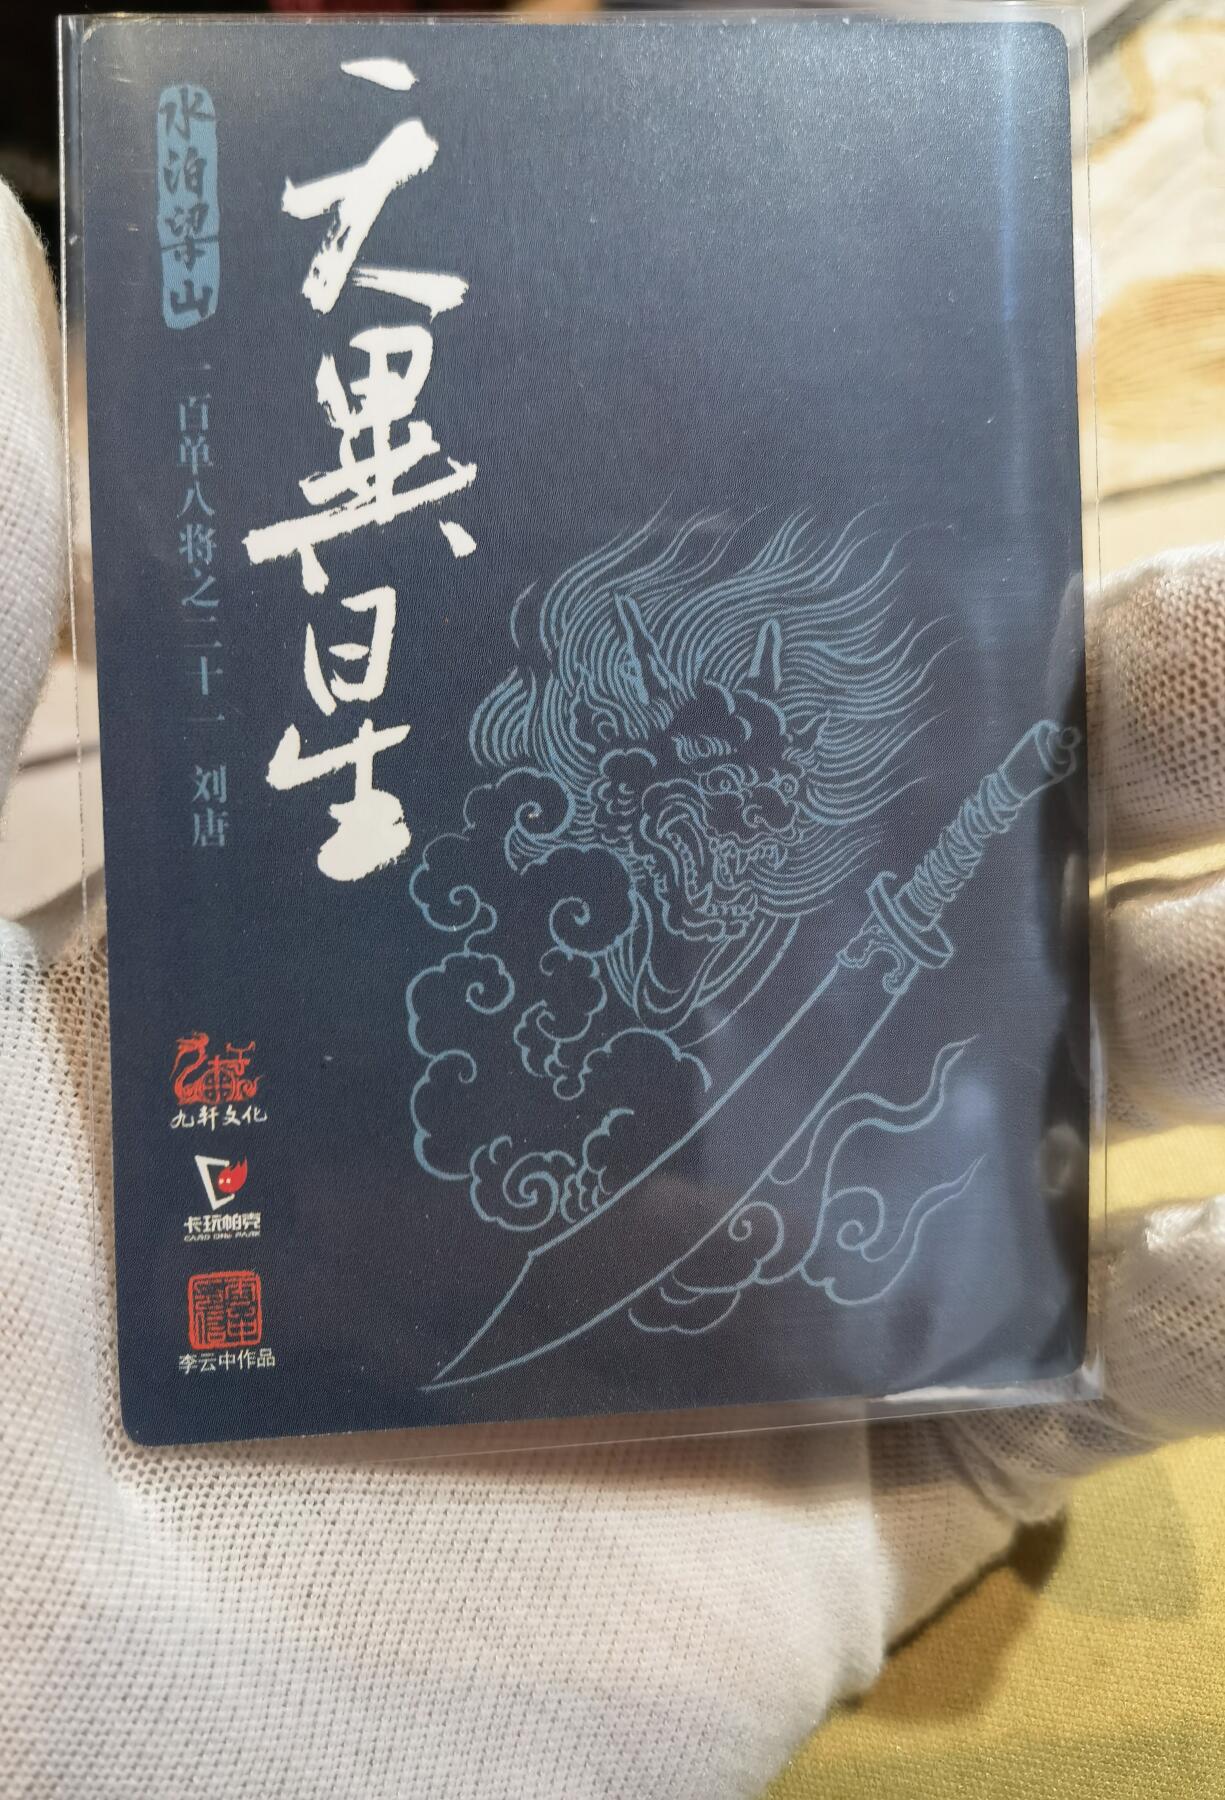 水泊梁山
天異星
一百单八将之二十一 刘唐
九轩文化
卡玩帕克
CARD ONE PARK
李云中作品